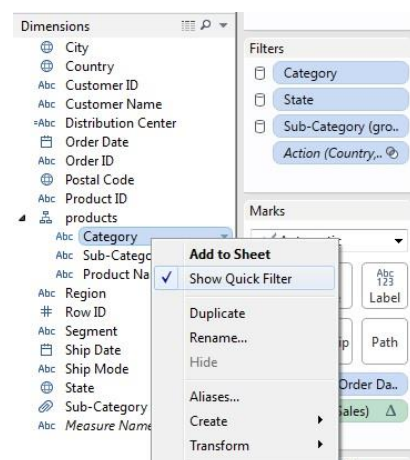 Dimensions
City
Country
Abc Customer ID
Abc Customer Name
=Abc Distribution Center
Order Date
Abc Order ID
Postal Code
Abc Product ID
products
Abc Category
Abc Sub-Catego
Abc Product Na
Abc Region
# Row ID
Abc Segment
Ship Date
Abc Ship Mode
State
Sub-Category
Abc Measure Name
Add to Sheet
Show Quick Filter
Duplicate
Rename...
Hide
Aliases...
Create
Transform
Filters
Category
State
Sub-Category (gro..
Action (Country,..
Marks
Abc
123
Label
Path
Order Da..
ales) Δ